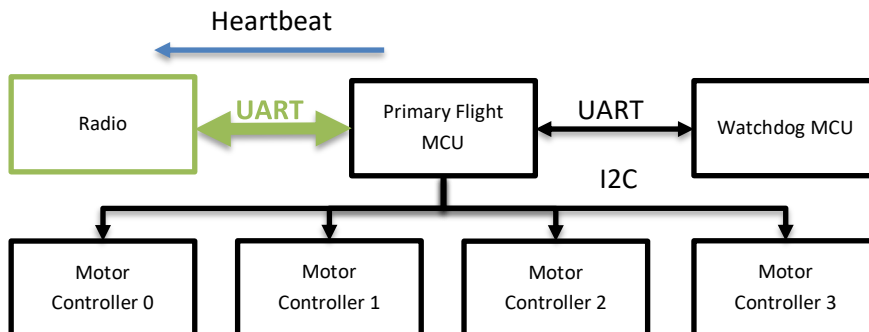 Heartbeat
Radio
UART
Primary Flight
MCU
UART
Watchdog MCU
I2C
Motor
Controller 0
Motor
Controller 1
Motor
Controller 2
Motor
Controller 3